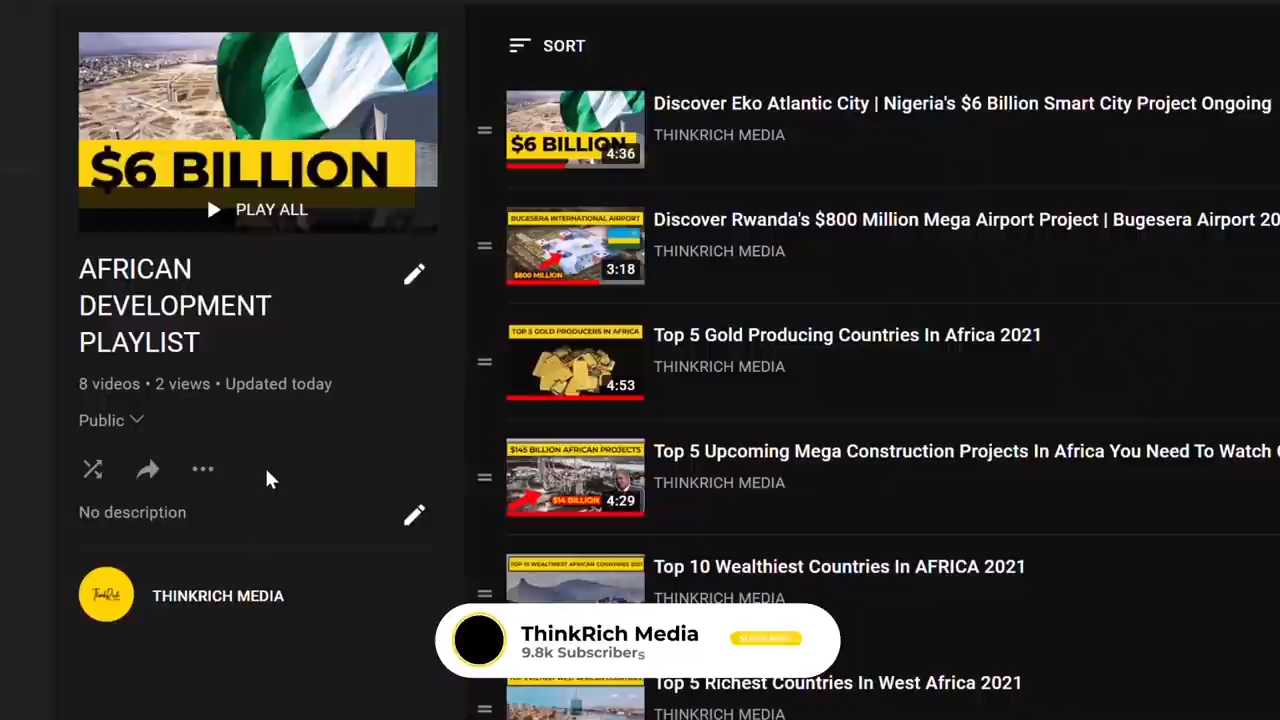 $6 BILLION
PLAY ALL
AFRICAN
DEVELOPMENT
PLAYLIST
8 videos • 2 views • Updated today
Public
No description
THINKRICH MEDIA
SORT
$6 BILLION
4:36
Discover Eko Atlantic City | Nigeria's $6 Billion Smart City Project Ongoing
THINKRICH MEDIA
BUGESERA INTERNATIONAL AIRPORT
$800 MILLION
3:18
Discover Rwanda's $800 Million Mega Airport Project | Bugesera Airport 20
THINKRICH MEDIA
TOP 5 GOLD PRODUCERS IN AFRICA
4:53
Top 5 Gold Producing Countries In Africa 2021
THINKRICH MEDIA
$145 BILLION AFRICAN PROJECTS
$14 BILLION
4:29
Top 5 Upcoming Mega Construction Projects In Africa You Need To Watch
THINKRICH MEDIA
TOP 10 WEALTHIEST AFRICAN COUNTRIES 2021
Top 10 Wealthiest Countries In AFRICA 2021
THINKRICH MEDIA
ThinkRich Media
9.8k Subscribers
Top 5 Richest Countries In West Africa 2021
THINKRICH MEDIA